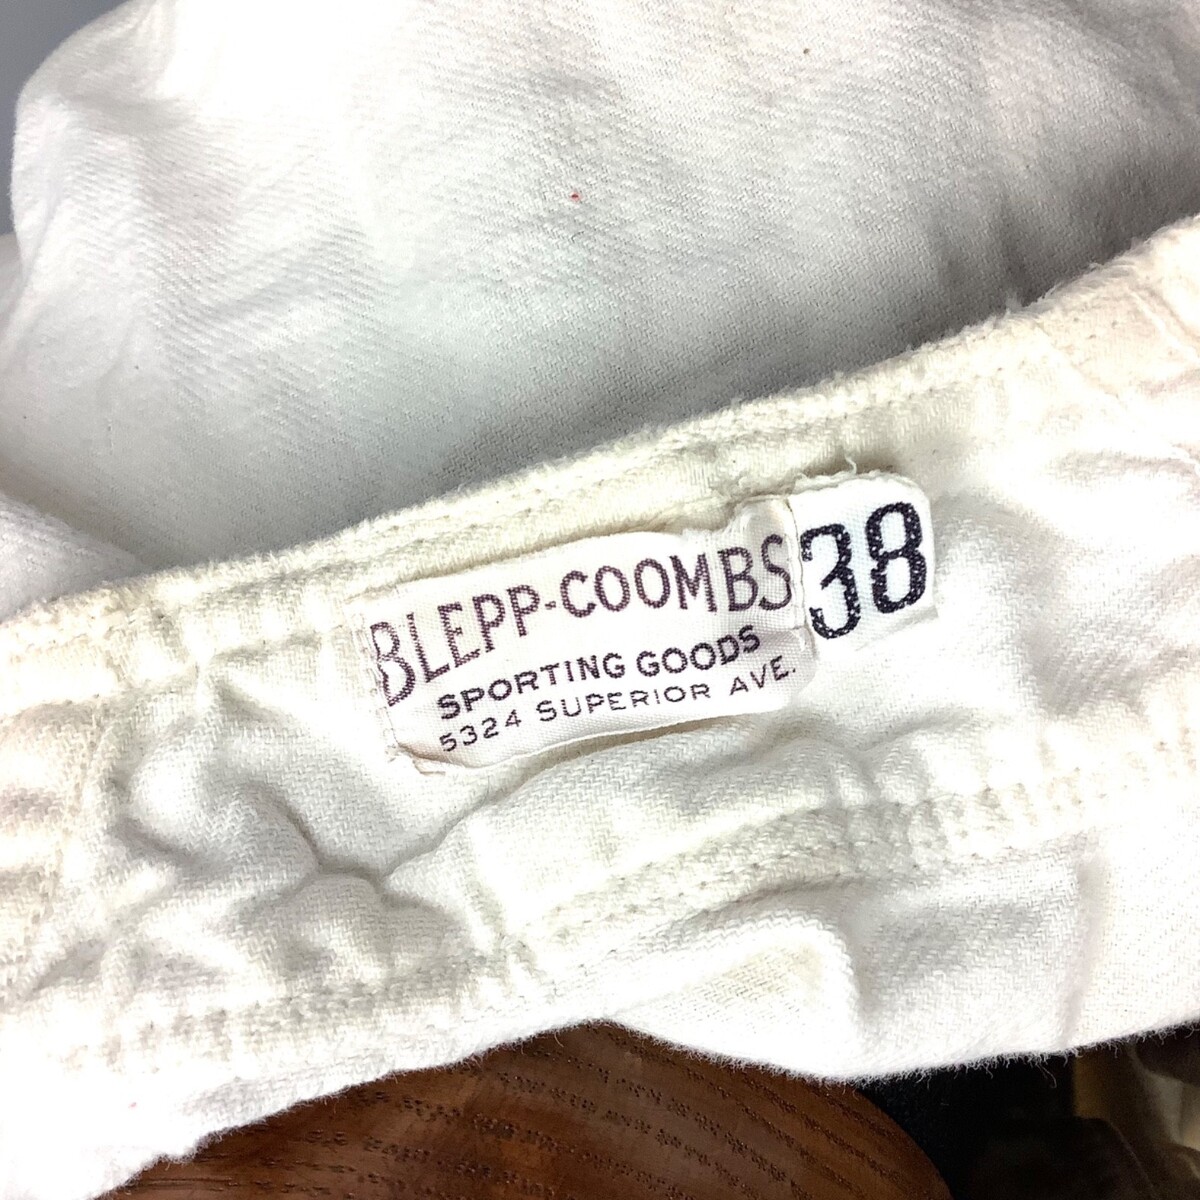 BLEPP-COOMBS
SPORTING GOODS
5324 SUPERIOR AVE.
38